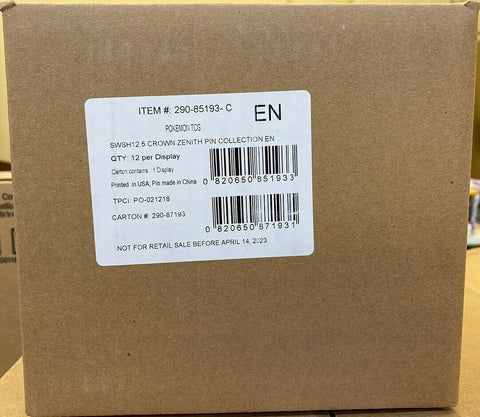 ITEM #: 290-85193- C
EN
POKEMON TCG
SWSH12.5 CROWN ZENITH PIN COLLECTION EN
QTY: 12 per Display
Carton contains : 1 Display
Printed in USA; Pin made in China
0 820650 851933
TPCi: PO-021218
CARTON #: 290-87193
0 820650 871931
NOT FOR RETAIL SALE BEFORE APRIL 14, 2023